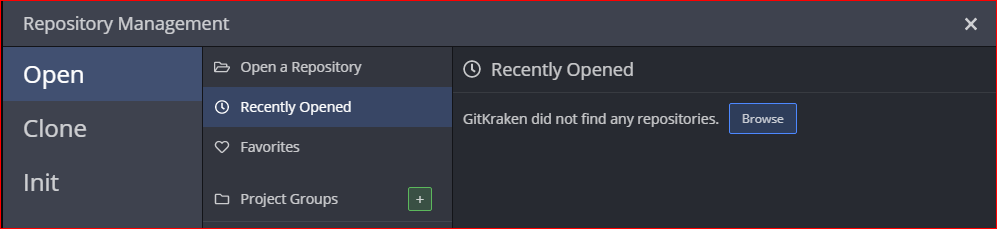 Repository Management
Open
Clone
Init
Open a Repository
Recently Opened
Favorites
Project Groups
+
Recently Opened
GitKraken did not find any repositories. Browse